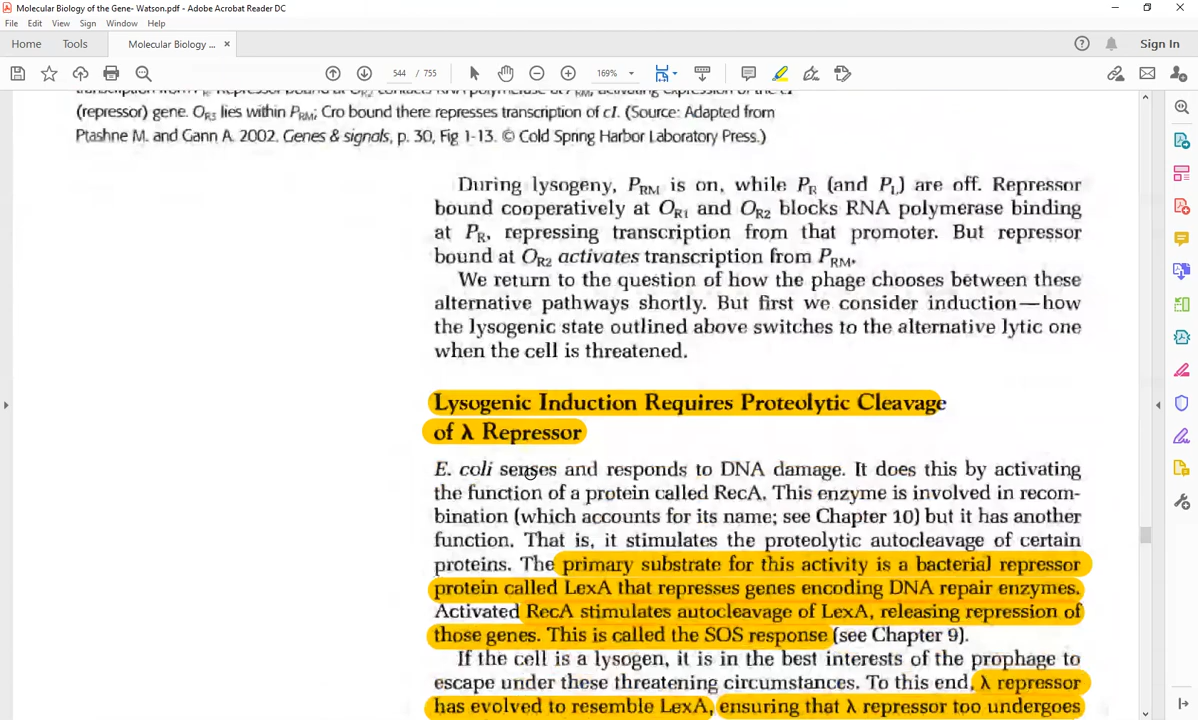 Molecular Biology of the Gene- Watson.pdf - Adobe Acrobat Reader DC
File Edit View Sign Window Help
Home Tools Molecular Biology ... × Sign In
544 / 755 169%
(repressor) gene. OR3 lies within PRM; Cro bound there represses transcription of cI. (Source: Adapted from
Ptashne M. and Gann A. 2002. Genes & signals, p. 30, Fig 1-13. © Cold Spring Harbor Laboratory Press.)
During lysogeny, PRM is on, while PR (and PL) are off. Repressor
bound cooperatively at OR1 and OR2 blocks RNA polymerase binding
at PR, repressing transcription from that promoter. But repressor
bound at OR2 activates transcription from PRM.
We return to the question of how the phage chooses between these
alternative pathways shortly. But first we consider induction—how
the lysogenic state outlined above switches to the alternative lytic one
when the cell is threatened.
Lysogenic Induction Requires Proteolytic Cleavage
of λ Repressor
E. coli senses and responds to DNA damage. It does this by activating
the function of a protein called RecA. This enzyme is involved in recom-
bination (which accounts for its name; see Chapter 10) but it has another
function. That is, it stimulates the proteolytic autocleavage of certain
proteins. The primary substrate for this activity is a bacterial repressor
protein called LexA that represses genes encoding DNA repair enzymes.
Activated RecA stimulates autocleavage of LexA, releasing repression of
those genes. This is called the SOS response (see Chapter 9).
If the cell is a lysogen, it is in the best interests of the prophage to
escape under these threatening circumstances. To this end, λ repressor
has evolved to resemble LexA, ensuring that λ repressor too undergoes